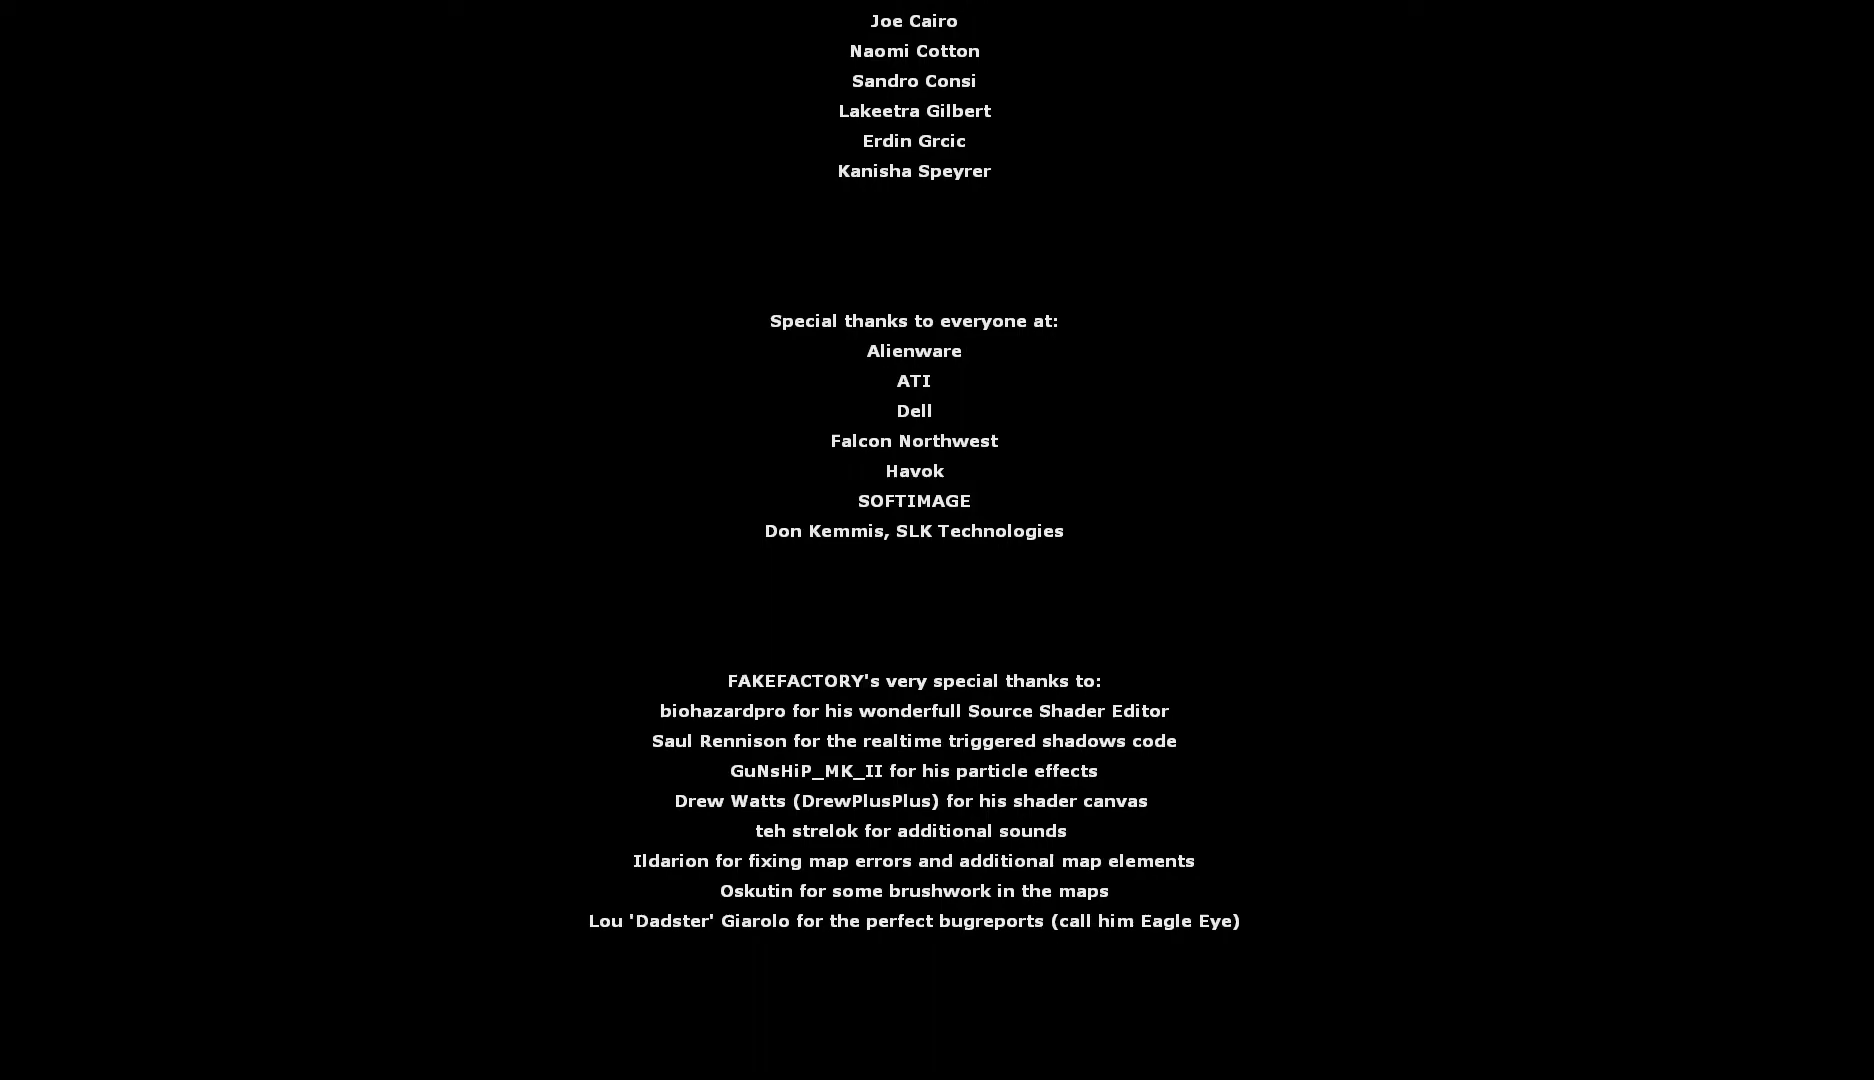 Joe Cairo
Naomi Cotton
Sandro Consi
Lakeetra Gilbert
Erdin Grcic
Kanisha Speyrer
Special thanks to everyone at:
Alienware
ATI
Dell
Falcon Northwest
Havok
SOFTIMAGE
Don Kemmis, SLK Technologies
FAKEFACTORY's very special thanks to:
biohazardpro for his wonderfull Source Shader Editor
Saul Rennison for the realtime triggered shadows code
GuNsHiP_MK_II for his particle effects
Drew Watts (DrewPlusPlus) for his shader canvas
teh strelok for additional sounds
Ildarion for fixing map errors and additional map elements
Oskutin for some brushwork in the maps
Lou 'Dadster' Giarolo for the perfect bugreports (call him Eagle Eye)